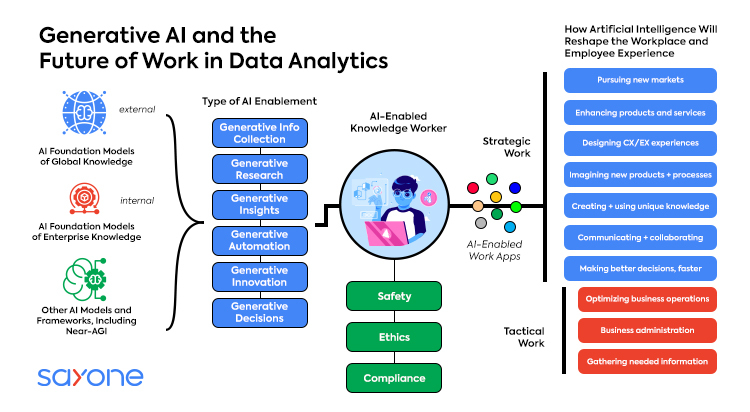 Generative AI and the
Future of Work in Data Analytics
external
AI Foundation Models
of Global Knowledge
internal
AI Foundation Models
of Enterprise Knowledge
Other AI Models and
Frameworks, Including
Near-AGI
sayone
Type of AI Enablement
Generative Info
Collection
Generative
Research
Generative
Insights
Generative
Automation
Generative
Innovation
Generative
Decisions
AI-Enabled
Knowledge Worker
Safety
Ethics
Compliance
AI-Enabled
Work Apps
Strategic
Work
Tactical
Work
How Artificial Intelligence Will
Reshape the Workplace and
Employee Experience
Pursuing new markets
Enhancing products and services
Designing CX/EX experiences
Imagining new products + processes
Creating + using unique knowledge
Communicating + collaborating
Making better decisions, faster
Optimizing business operations
Business administration
Gathering needed information